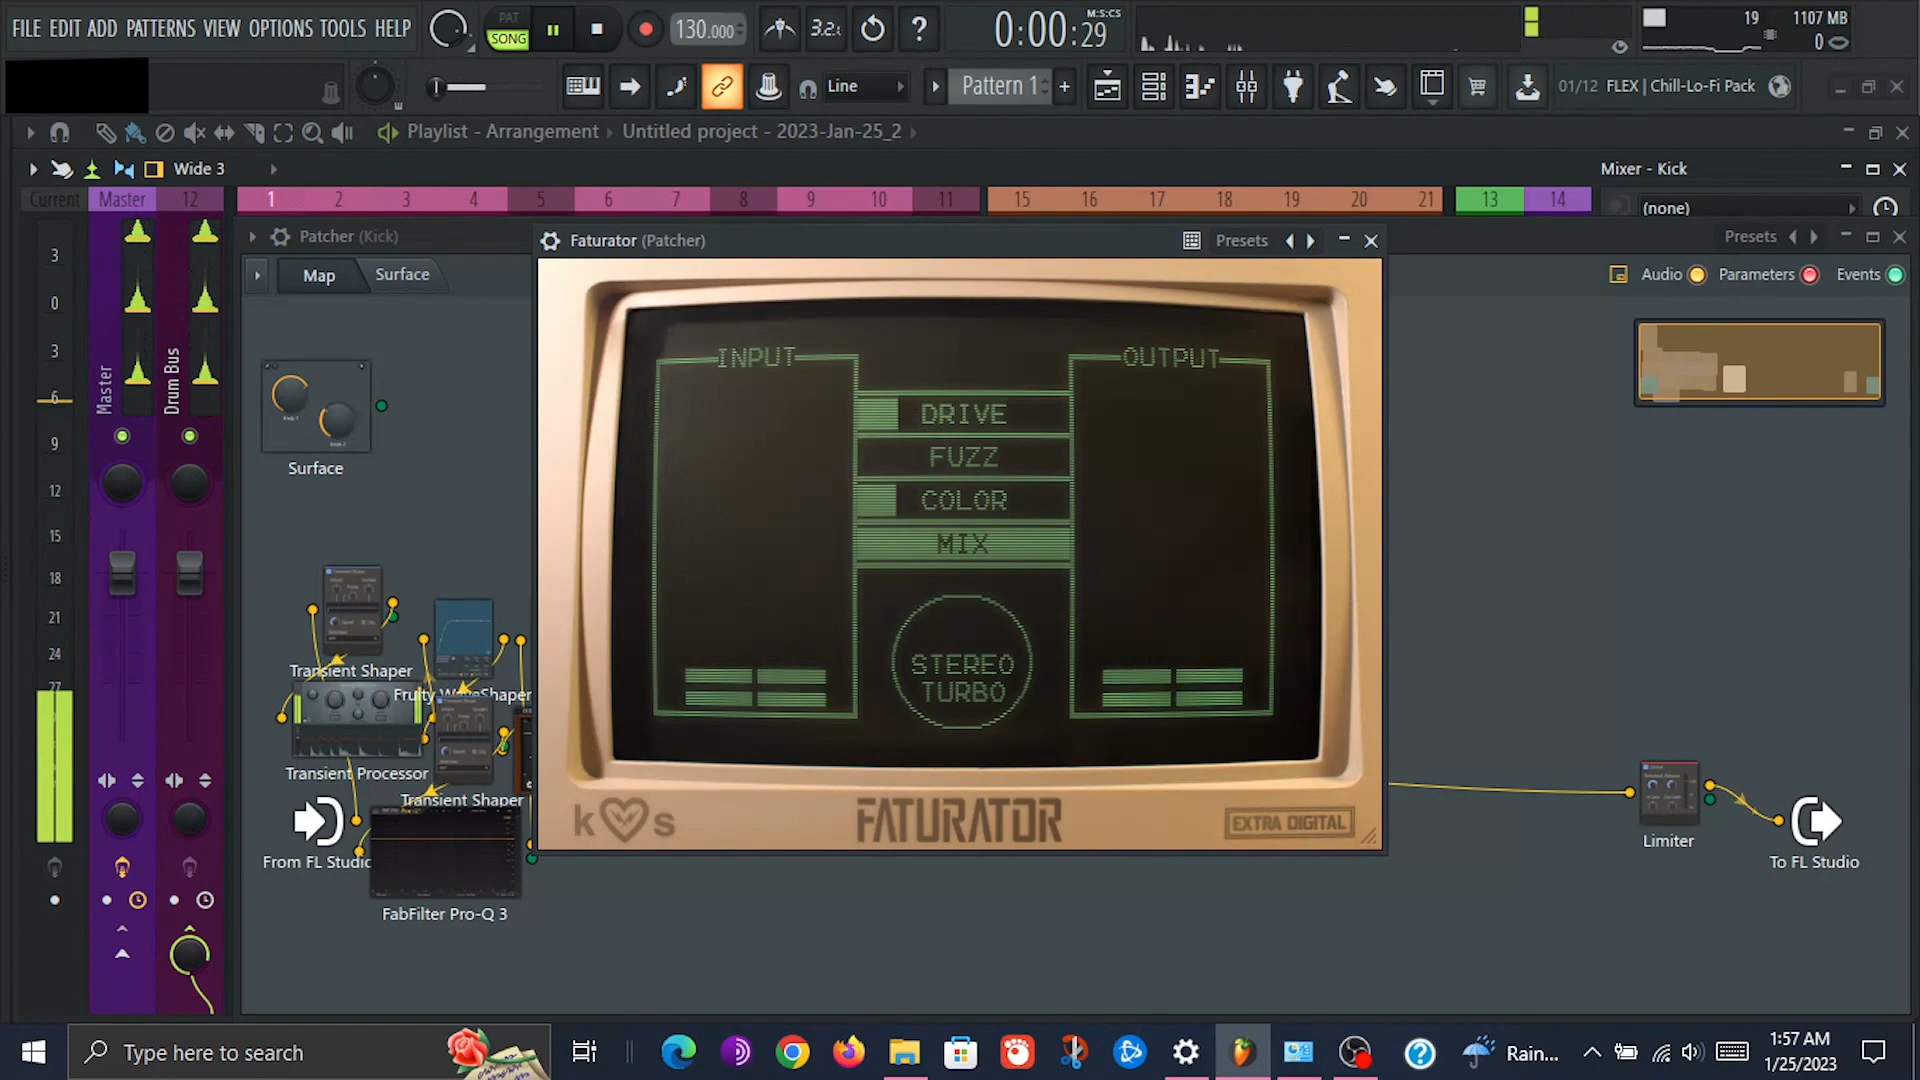 FILE EDIT ADD PATTERNS VIEW OPTIONS TOOLS HELP
PAT
SONG
130.000
3.2.
?
0:00:29
M:S:CS
19
1107 MB
0
Line
Pattern 1
+
01/12 FLEX | Chill-Lo-Fi Pack
Playlist - Arrangement
Untitled project - 2023-Jan-25_2
Wide 3
Mixer - Kick
Current
Master
12
1 2 3 4 5 6 7 8 9 10 11 15 16 17 18 19 20 21 13 14
(none)
Patcher (Kick)
Faturator (Patcher)
Presets
Presets
Map
Surface
Audio
Parameters
Events
3
0
3
6
9
12
15
18
21
24
27
Master
Drum Bus
INPUT
OUTPUT
DRIVE
FUZZ
COLOR
MIX
STEREO
TURBO
Surface
Transient Shaper
Fruity WaveShaper
Transient Processor
Transient Shaper
From FL Studio
FabFilter Pro-Q 3
k s
FATURATOR
EXTRA DIGITAL
Limiter
To FL Studio
Type here to search
Rain...
1:57 AM
1/25/2023